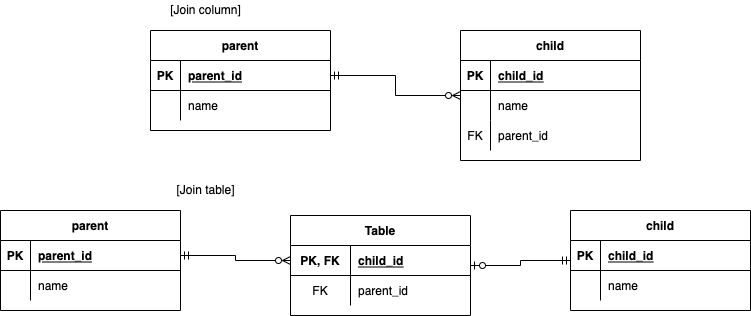 [Join column]
parent
PK parent_id
name
child
PK child_id
name
FK parent_id
[Join table]
parent
PK parent_id
name
Table
PK, FK child_id
FK parent_id
child
PK child_id
name